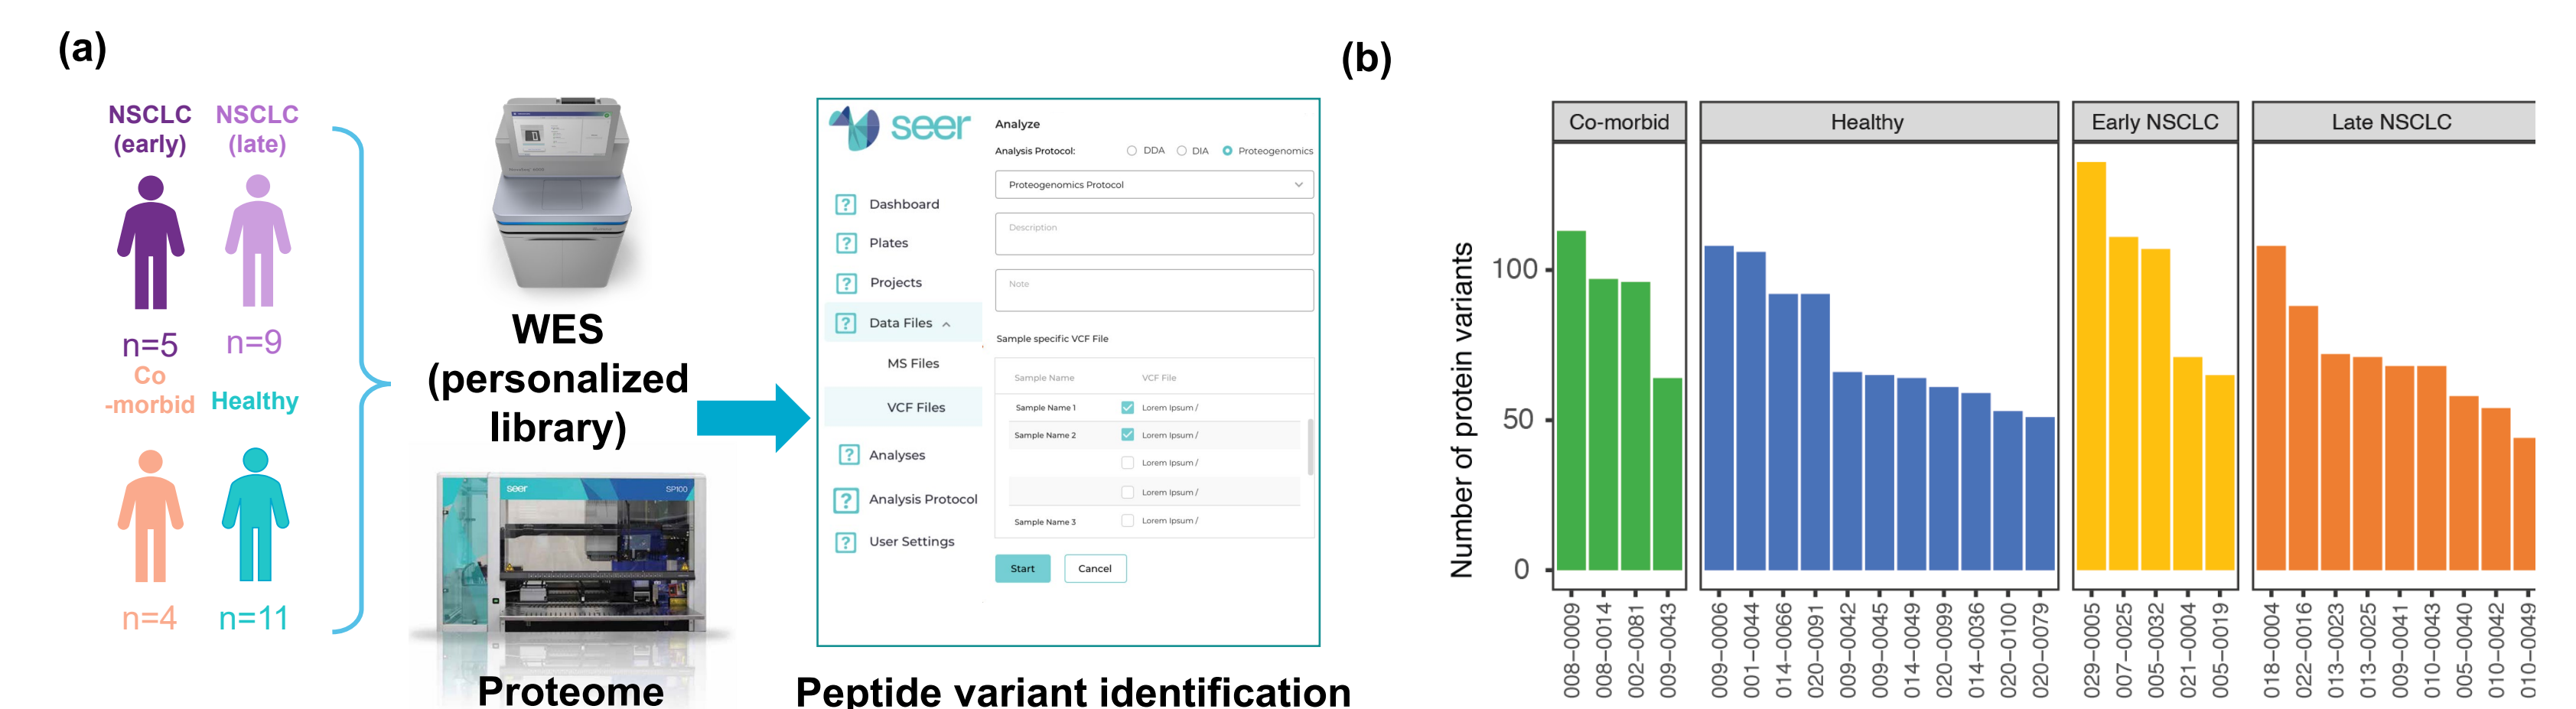 (a)
NSCLC
(early)
NSCLC
(late)
n=5
n=9
Co
-morbid
Healthy
n=4
n=11
WES
(personalized
library)
seer
SP100
Proteome
seer
Dashboard
Plates
Projects
Data Files
MS Files
VCF Files
Analyses
Analysis Protocol
User Settings
Analyze
Analysis Protocol: DDA DIA Proteogenomics
Proteogenomics Protocol
Description
Note
Sample specific VCF File
Sample Name VCF File
Sample Name 1 Lorem Ipsum /
Sample Name 2 Lorem Ipsum /
Lorem Ipsum /
Lorem Ipsum /
Sample Name 3 Lorem Ipsum /
Start Cancel
Peptide variant identification
(b)
Co-morbid Healthy Early NSCLC Late NSCLC
Number of protein variants
100
50
0
008-0009
008-0014
002-0081
009-0043
009-0006
001-0044
014-0066
020-0091
009-0042
009-0045
014-0049
020-0099
014-0036
020-0100
020-0079
029-0005
007-0025
005-0032
021-0004
005-0019
018-0004
022-0016
013-0023
013-0025
009-0041
010-0043
005-0040
010-0042
010-0049